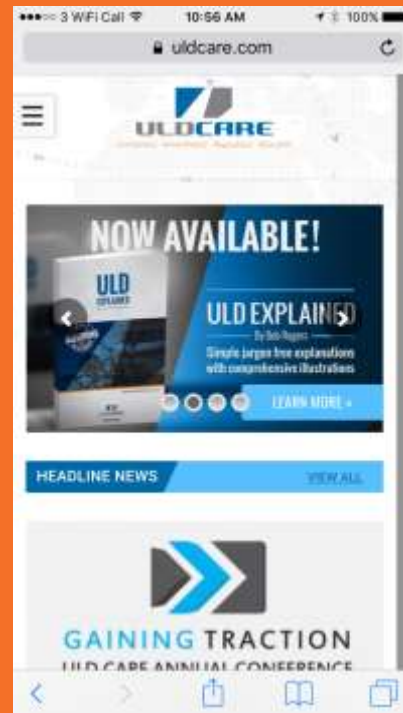 3 WiFi Call 10:56 AM 100%
uldcare.com
ULDCARE
NOW AVAILABLE!
ULD
EXPLAINED
ULD EXPLAINED
By Bob Rogers
Simple jargon free explanations
with comprehensive illustrations
LEARN MORE »
HEADLINE NEWS VIEW ALL
GAINING TRACTION
ULD CARE ANNUAL CONFERENCE